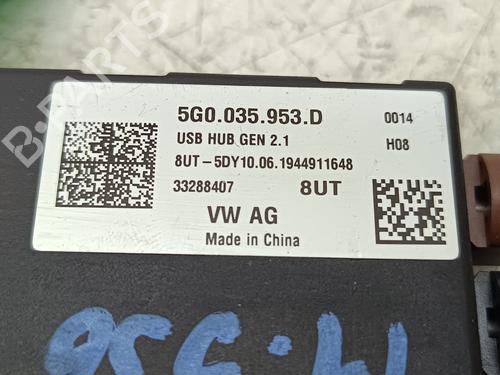 B-PARTS
5G0.035.953.D
0014
USB HUB GEN 2.1
H08
8UT-5DY10.06.1944911648
33288407
8UT
VW AG
Made in China